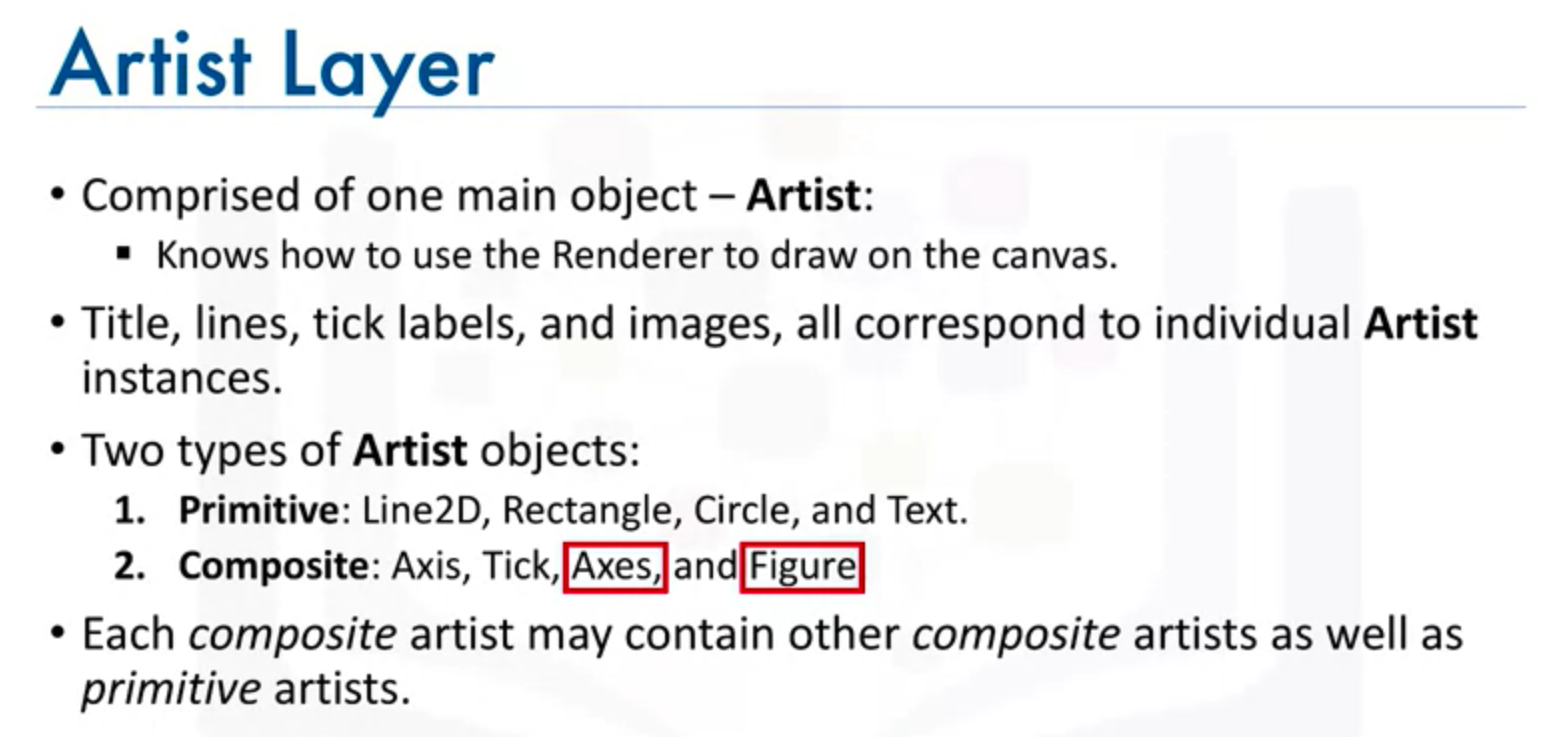 Artist Layer
• Comprised of one main object – Artist:
▪ Knows how to use the Renderer to draw on the canvas.
• Title, lines, tick labels, and images, all correspond to individual Artist
instances.
• Two types of Artist objects:
1. Primitive: Line2D, Rectangle, Circle, and Text.
2. Composite: Axis, Tick, Axes, and Figure
• Each composite artist may contain other composite artists as well as
primitive artists.